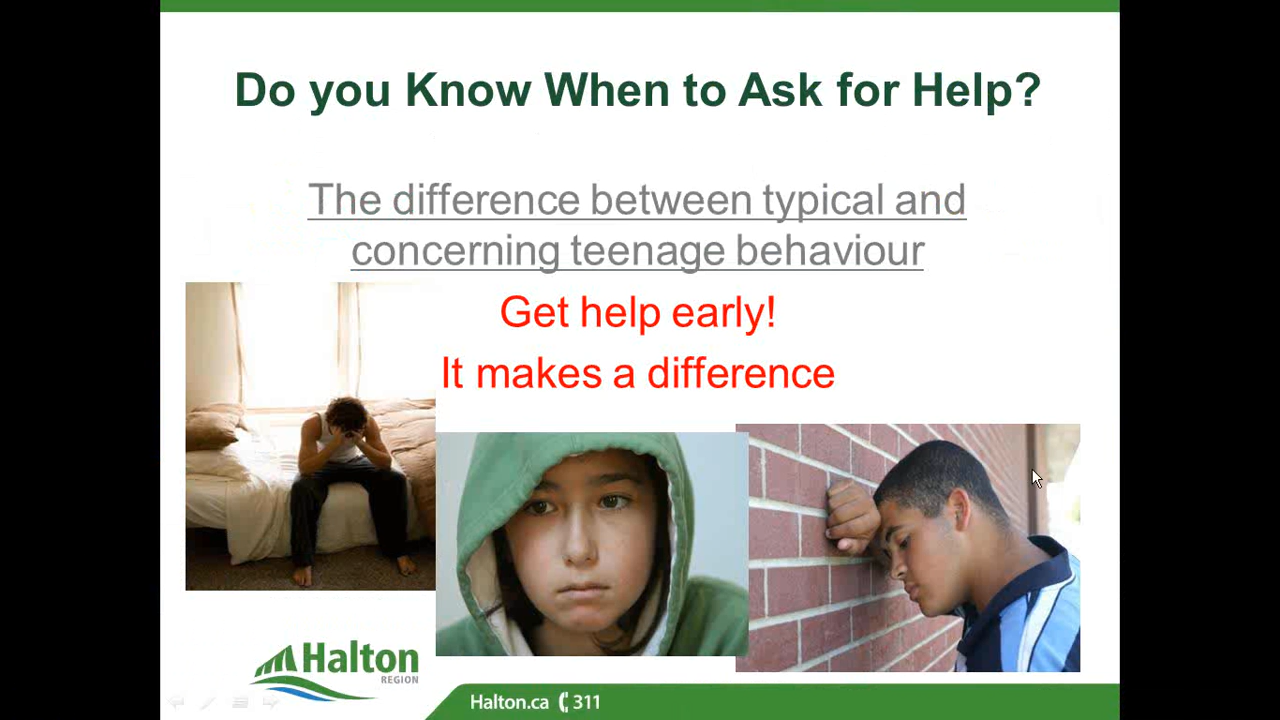 Do you Know When to Ask for Help?
The difference between typical and
concerning teenage behaviour
Get help early!
It makes a difference
Halton
REGION
Halton.ca 311